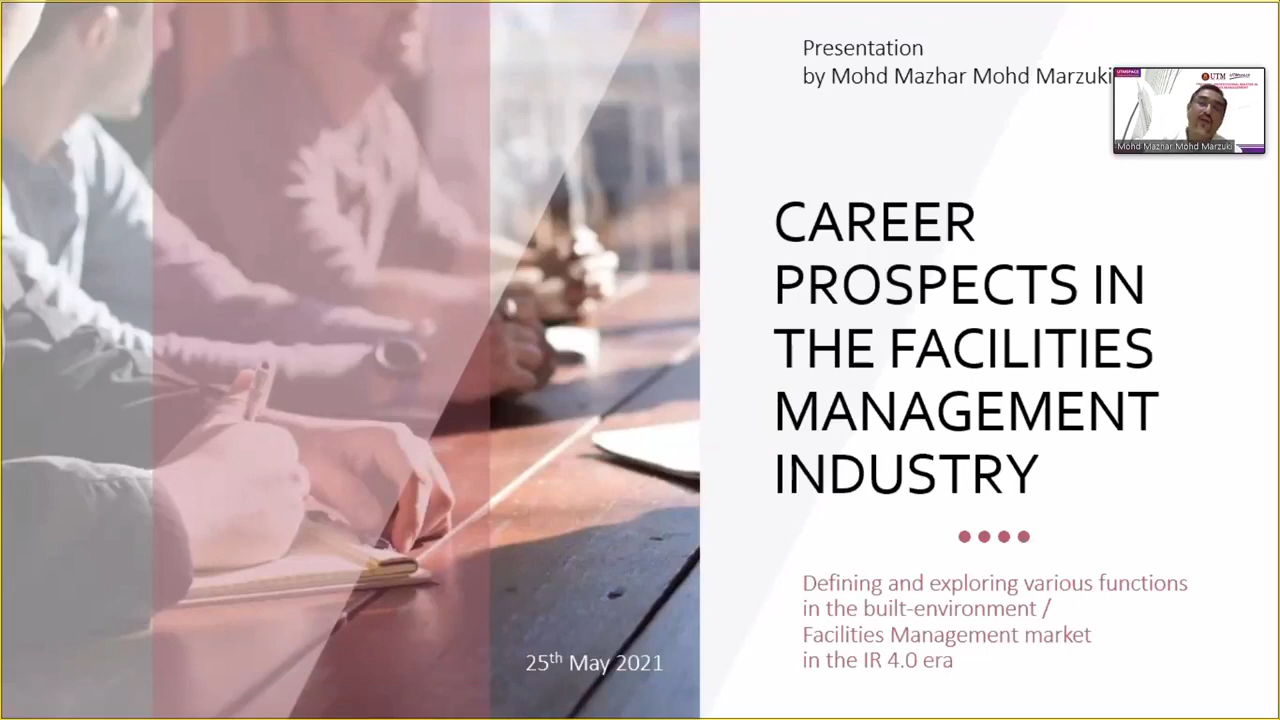 Presentation
by Mohd Mazhar Mohd Marzuki
UTMSPACE
UTM
Mohd Mazhar Mohd Marzuki
CAREER
PROSPECTS IN
THE FACILITIES
MANAGEMENT
INDUSTRY
Defining and exploring various functions
in the built-environment /
Facilities Management market
in the IR 4.0 era
25th May 2021